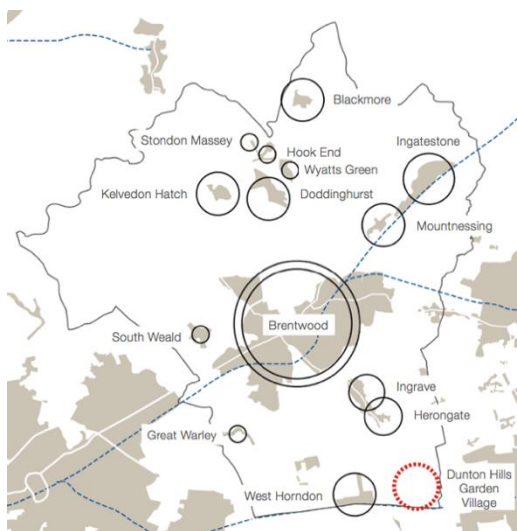 Blackmore
Stondon Massey
Hook End
Ingatestone
Wyatts Green
Kelvedon Hatch
Doddinghurst
Mountnessing
Brentwood
South Weald
Ingrave
Herongate
Great Warley
Dunton Hills
Garden
Village
West Horndon